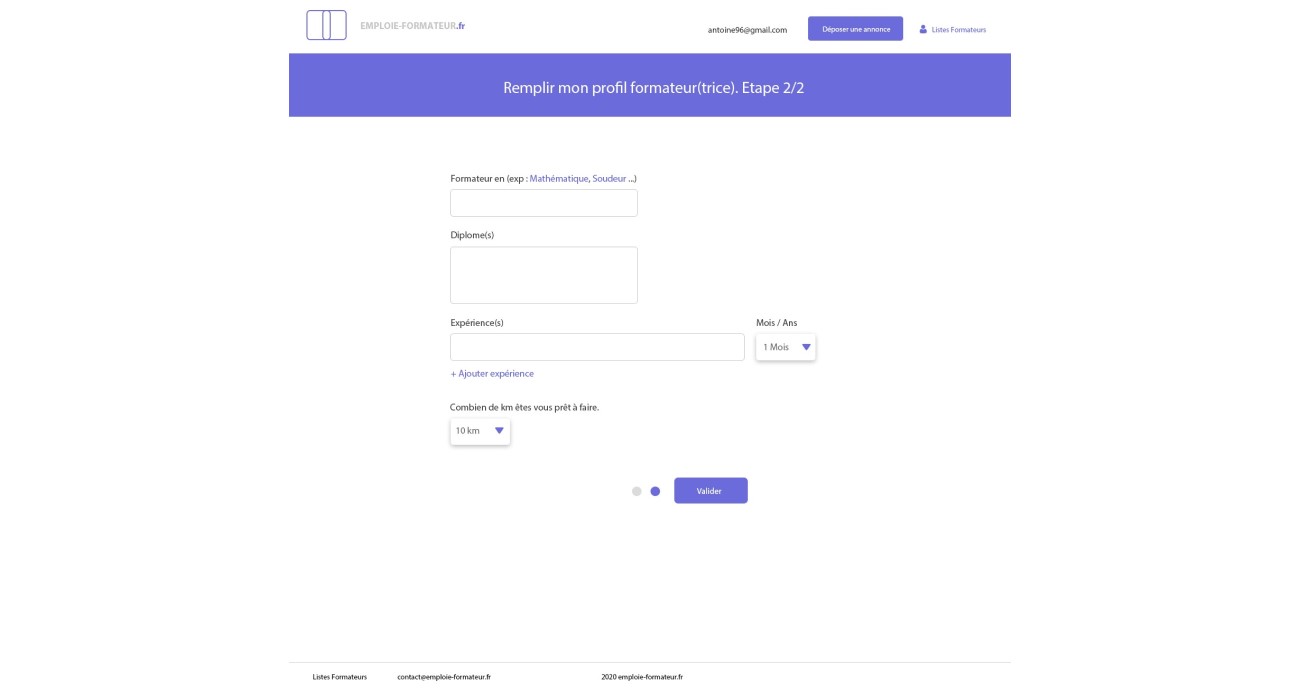 EMPLOIE-FORMATEUR.fr
antoine96@gmail.com
Déposer une annonce
Listes Formateurs
Remplir mon profil formateur(trice). Etape 2/2
Formateur en (exp : Mathématique, Soudeur ...)
Diplome(s)
Expérience(s)
Mois / Ans
1 Mois
+ Ajouter expérience
Combien de km êtes vous prêt à faire.
10 km
Valider
Listes Formateurs
contact@emploie-formateur.fr
2020 emploie-formateur.fr